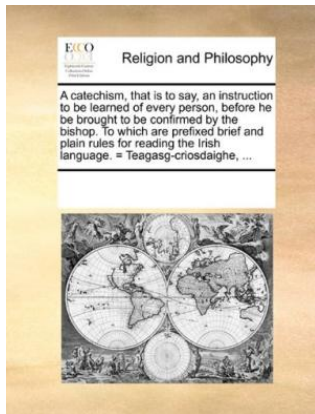 ECCO
Religion and Philosophy
A catechism, that is to say, an instruction
to be learned of every person, before he
be brought to be confirmed by the
bishop. To which are prefixed brief and
plain rules for reading the Irish
language. = Teagasg-criosdaighe, ...